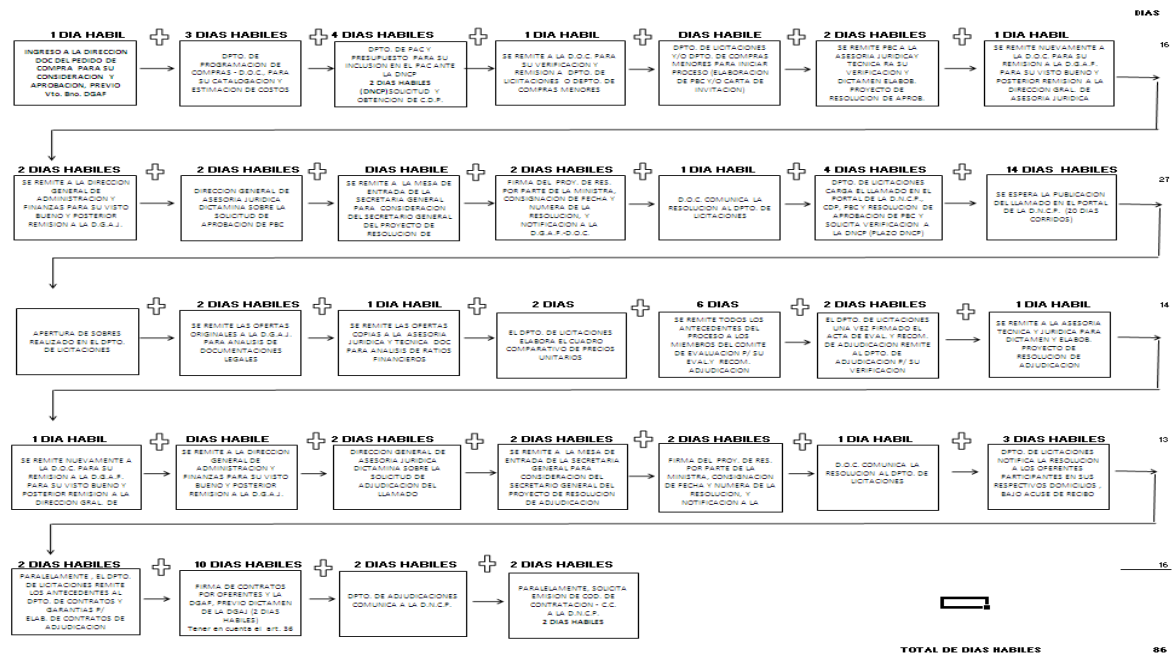 DIAS
1 DIA HABIL
INGRESO A LA DIRECCION
DOC DEL PEDIDO DE
COMPRA PARA SU
CONSIDERACION Y
APROBACION, PREVIO
Vto. Bno. DGAF
3 DIAS HABILES
DPTO. DE
PROGRAMACION DE
COMPRAS - D.O.C., PARA
SU CATALOGACION Y
ESTIMACION DE COSTOS
4 DIAS HABILES
DPTO. DE PAC Y
PRESUPUESTO PARA SU
INCLUSION EN EL PAC ANTE
LA DNCP
2 DIAS HABILES
(DNCP)SOLICITUD Y
OBTENCION DE C.D.P.
1 DIA HABIL
SE REMITE A LA D.O.C. PARA
SU VERIFICACION Y
REMISION A DPTO. DE
LICITACIONES O DEPTO. DE
COMPRAS MENORES
DIAS HABILE
DPTO. DE LICITACIONES
Y/O DPTO. DE COMPRAS
MENORES PARA INICIAR
PROCESO (ELABORACION
DE PBC Y/O CARTA DE
INVITACION)
2 DIAS HABILES
SE REMITE PBC A LA
ASESORIA JURIDICAY
TECNICA RA SU
VERIFICACION Y
DICTAMEN ELABOB.
PROYECTO DE
RESOLUCION DE APROB.
1 DIA HABIL
SE REMITE NUEVAMENTE A
LA D.O.C. PARA SU
REMISION A LA D.G.A.F.
PARA SU VISTO BUENO Y
POSTERIOR REMISION A LA
DIRECCION GRAL. DE
ASESORIA JURIDICA
16
2 DIAS HABILES
SE REMITE A LA DIRECCION
GENERAL DE
ADMINISTRACION Y
FINANZAS PARA SU VISTO
BUENO Y POSTERIOR
REMISION A LA D.G.A.J.
2 DIAS HABILES
DIRECCION GENERAL DE
ASESORIA JURIDICA
DICTAMINA SOBRE LA
SOLICITUD DE
APROBACION DE PBC
DIAS HABILE
SE REMITE A LA MESA DE
ENTRADA DE LA
SECRETARIA GENERAL
PARA CONSIDERACION
DEL SECRETARIO GENERAL
DEL PROYECTO DE
RESOLUCION DE
2 DIAS HABILES
FIRMA DEL PROY. DE RES.
POR PARTE DE LA MINISTRA,
CONSIGNACION DE FECHA Y
NUMERA DE LA
RESOLUCION, Y
NOTIFICACION A LA
D.G.A.F.-D.O.C.
1 DIA HABIL
D.O.C. COMUNICA LA
RESOLUCION AL DPTO. DE
LICITACIONES
4 DIAS HABILES
DPTO. DE LICITACIONES
CARGA EL LLAMADO EN EL
PORTAL DE LA D.N.C.P.,
CDP, PBC Y RESOLUCION DE
APROBACION DE PBC Y
SOLICITA VERIFICACION A
LA DNCP (PLAZO DNCP)
14 DIAS HABILES
SE ESPERA LA PUBLICACION
DEL LLAMADO EN EL PORTAL
DE LA D.N.C.P. (20 DIAS
CORRIDOS)
27
APERTURA DE SOBRES
REALIZADO EN EL DPTO.
DE LICITACIONES
2 DIAS HABILES
SE REMITE LAS OFERTAS
ORIGINALES A LA D.G.A.J.
PARA ANALISIS DE
DOCUMENTACIONES
LEGALES
1 DIA HABIL
SE REMITE LAS OFERTAS
COPIAS A LA ASESORIA
JURIDICA Y TECNICA DOC
PARA ANALISIS DE RATIOS
FINANCIEROS
2 DIAS
EL DPTO. DE LICITACIONES
ELABORA EL CUADRO
COMPARATIVO DE PRECIOS
UNITARIOS
6 DIAS
SE REMITE TODOS LOS
ANTECEDENTES DEL
PROCESO A LOS
MIEMBROS DEL COMITE
DE EVALUACION P/ SU
EVAL Y RECOM.
ADJUDICACION
2 DIAS HABILES
EL DPTO. DE LICITACIONES
UNA VEZ FIRMADO EL
ACTA DE EVAL. Y RECOM.
DE ADJUDICACION REMITE
AL DPTO. DE
ADJUDICACION P/ SU
VERIFICACION
1 DIA HABIL
SE REMITE A LA ASESORIA
TECNICA Y JURIDICA PARA
DICTAMEN Y ELABOB.
PROYECTO DE
RESOLUCION DE
ADJUDICACION
14
1 DIA HABIL
SE REMITE NUEVAMENTE A
LA D.O.C. PARA SU
REMISION A LA D.G.A.F.
PARA SU VISTO BUENO Y
POSTERIOR REMISION A LA
DIRECCION GRAL. DE
DIAS HABILE
SE REMITE A LA DIRECCION
GENERAL DE
ADMINISTRACION Y
FINANZAS PARA SU VISTO
BUENO Y POSTERIOR
REMISION A LA D.G.A.J.
2 DIAS HABILES
DIRECCION GENERAL DE
ASESORIA JURIDICA
DICTAMINA SOBRE LA
SOLICITUD DE
ADJUDICACION DEL
LLAMADO
2 DIAS HABILES
SE REMITE A LA MESA DE
ENTRADA DE LA SECRETARIA
GENERAL PARA
CONSIDERACION DEL
SECRETARIO GENERAL DEL
PROYECTO DE RESOLUCION
DE ADJUDICACION
2 DIAS HABILES
FIRMA DEL PROY. DE RES.
POR PARTE DE LA
MINISTRA, CONSIGNACION
DE FECHA Y NUMERA DE LA
RESOLUCION, Y
NOTIFICACION A LA
1 DIA HABIL
D.O.C. COMUNICA LA
RESOLUCION AL DPTO. DE
LICITACIONES
3 DIAS HABILES
DPTO. DE LICITACIONES
NOTIFICA LA RESOLUCION
A LOS OFERENTES
PARTICIPANTES EN SUS
RESPECTIVOS DOMICILIOS ,
BAJO ACUSE DE RECIBO
13
2 DIAS HABILES
PARALELAMENTE , EL DPTO.
DE LICITACIONES REMITE
LOS ANTECEDENTES AL
DPTO. DE CONTRATOS Y
GARANTIAS P/
ELAB. DE CONTRATOS DE
ADJUDICACION
10 DIAS HABILES
FIRMA DE CONTRATOS
POR OFERENTES Y LA
DGAF, PREVIO DICTAMEN
DE LA DGAJ (2 DIAS
HABILES)
Tener en cuenta el art. 36
2 DIAS HABILES
DPTO. DE ADJUDICACIONES
COMUNICA A LA D.N.C.P.
2 DIAS HABILES
PARALELAMENTE, SOLICITA
EMISION DE COD. DE
CONTRATACION - C.C.
A LA D.N.C.P.
2 DIAS HABILES
16
TOTAL DE DIAS HABILES 86